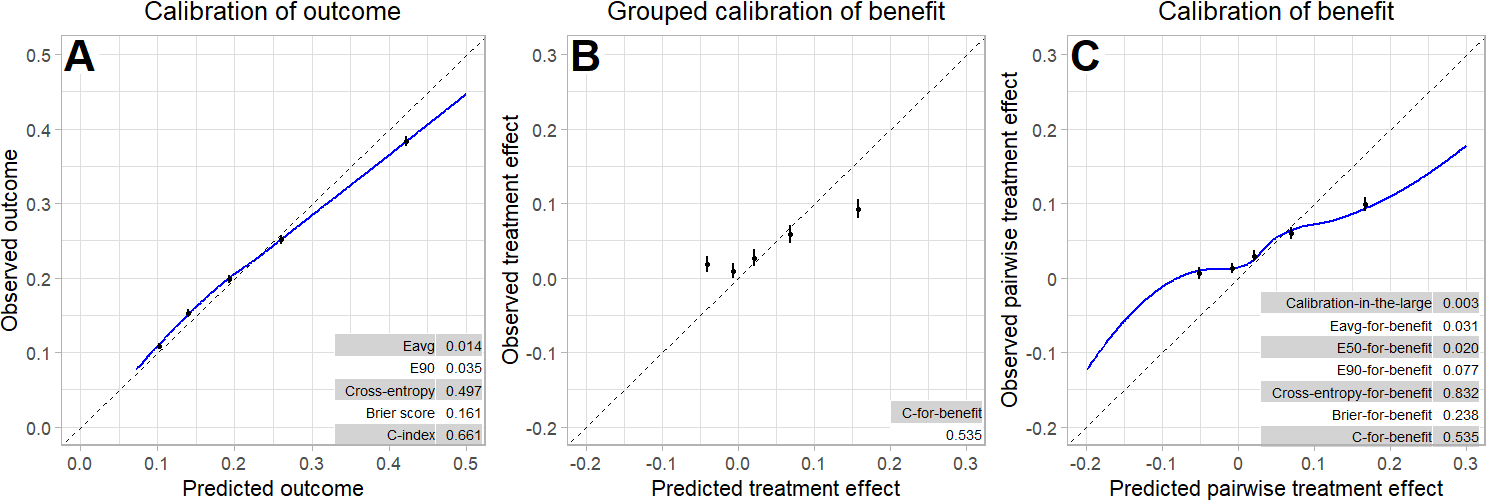 Calibration of outcome
A
Observed outcome
0.5
0.4
0.3
0.2
0.1
0.0
Eavg 0.014
E90 0.035
Cross-entropy 0.497
Brier score 0.161
C-index 0.661
0.0 0.1 0.2 0.3 0.4 0.5
Predicted outcome
Grouped calibration of benefit
B
Observed treatment effect
0.3
0.2
0.1
0.0
-0.1
-0.2
C-for-benefit
0.535
-0.2 -0.1 0.0 0.1 0.2 0.3
Predicted treatment effect
Calibration of benefit
C
Observed pairwise treatment effect
0.3
0.2
0.1
0
-0.1
-0.2
Calibration-in-the-large 0.003
Eavg-for-benefit 0.031
E50-for-benefit 0.020
E90-for-benefit 0.077
Cross-entropy-for-benefit 0.832
Brier-for-benefit 0.238
C-for-benefit 0.535
-0.2 -0.1 0 0.1 0.2 0.3
Predicted pairwise treatment effect